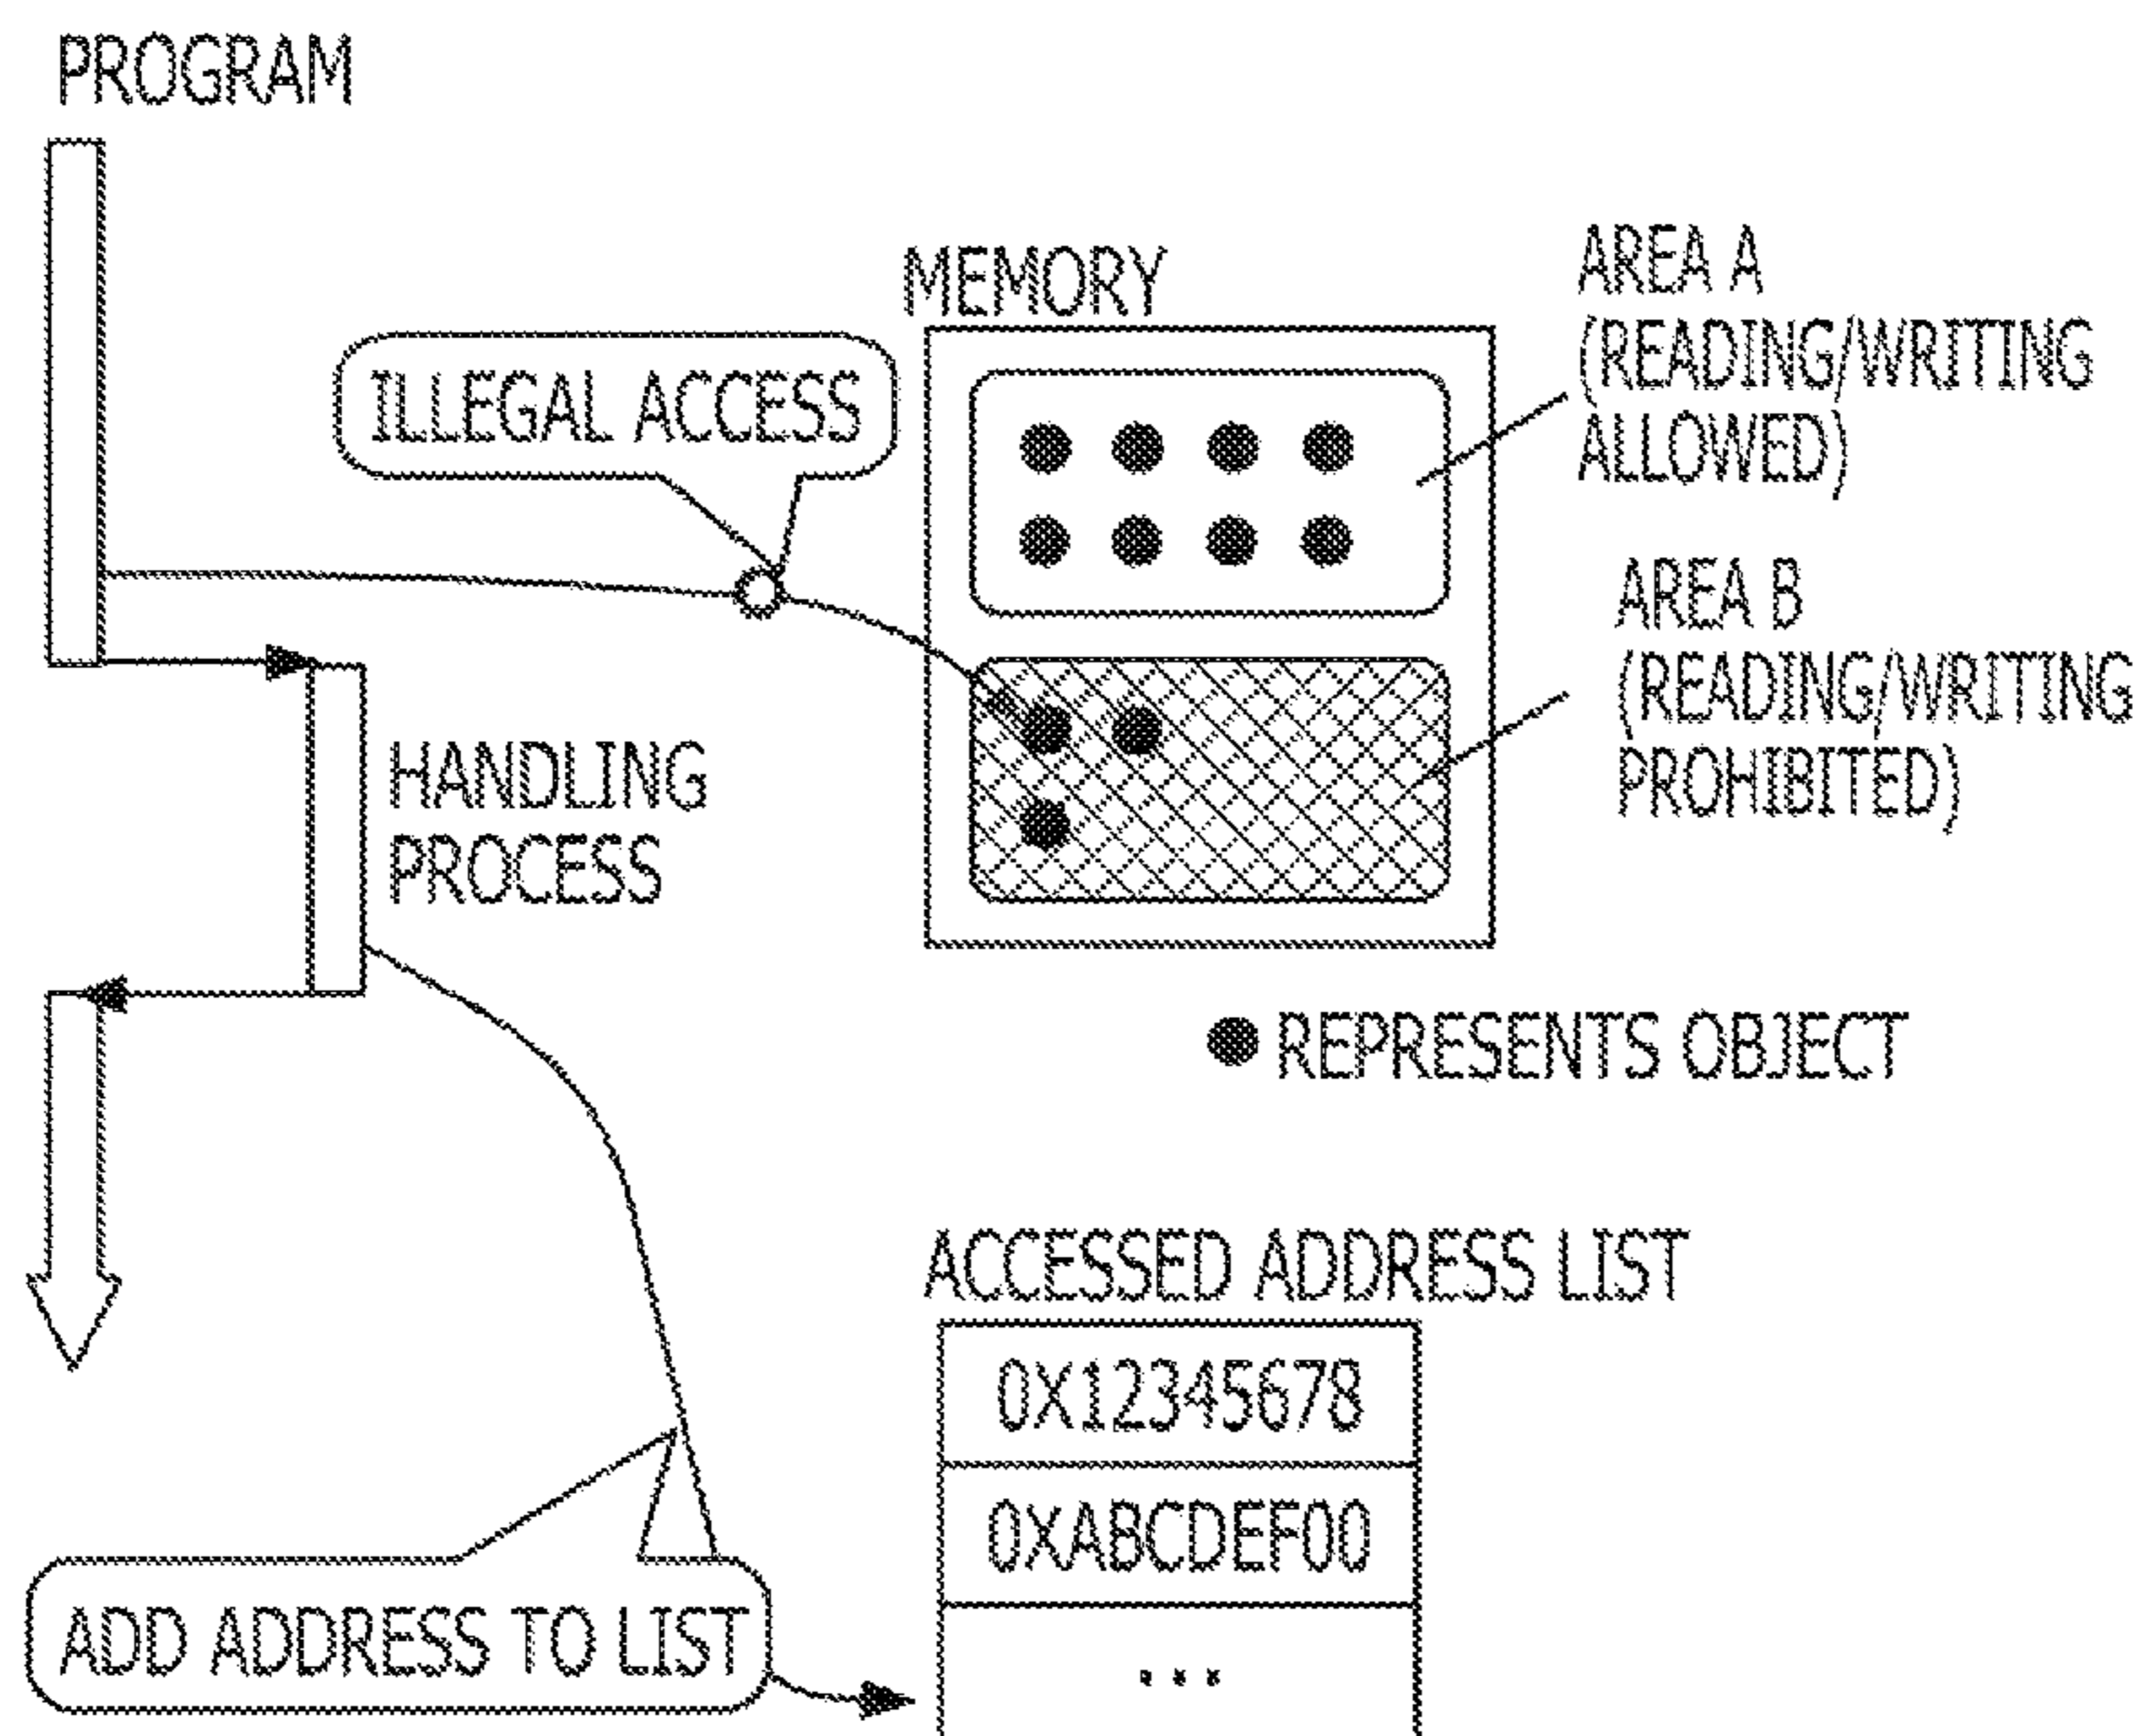 PROGRAM
MEMORY
AREA A
(READING/WRITING
ALLOWED)
ILLEGAL ACCESS
AREA B
(READING/WRITING
PROHIBITED)
HANDLING
PROCESS
REPRESENTS OBJECT
ACCESSED ADDRESS LIST
0X12345678
0XABCDEF00
...
ADD ADDRESS TO LIST